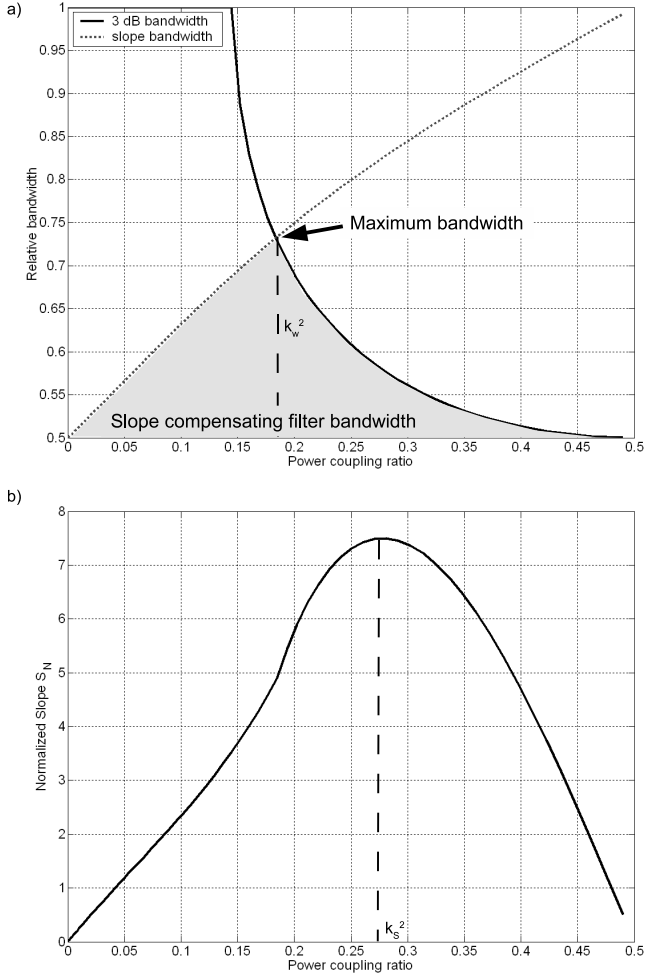 a)
3 dB bandwidth
slope bandwidth
1
0.95
0.9
0.85
0.8
0.75
0.7
0.65
0.6
0.55
0.5
Relative bandwidth
Maximum bandwidth
k_w^2
Slope compensating filter bandwidth
0 0.05 0.1 0.15 0.2 0.25 0.3 0.35 0.4 0.45 0.5
Power coupling ratio
b)
8
7
6
5
4
3
2
1
0
Normalized Slope S_N
k_S^2
0 0.05 0.1 0.15 0.2 0.25 0.3 0.35 0.4 0.45 0.5
Power coupling ratio